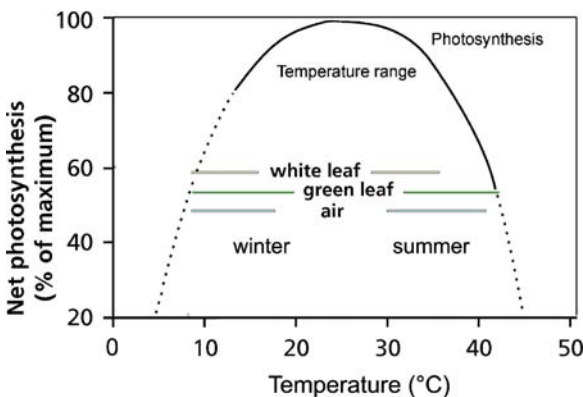 100
80
60
40
20
Net photosynthesis
(% of maximum)
Photosynthesis
Temperature range
white leaf
green leaf
air
winter summer
0 10 20 30 40 50
Temperature (°C)